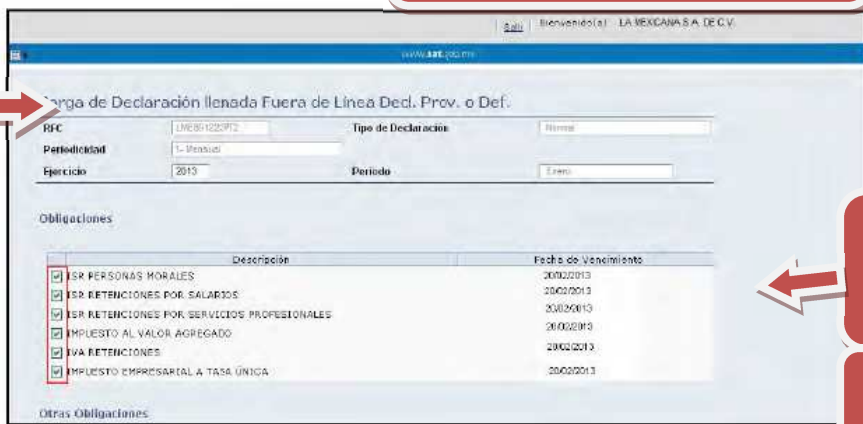 Salir Bienvenido(a) LA MEXICANA S.A. DE C.V.
www.sat.gob.mx
Carga de Declaración llenada Fuera de Línea Decl. Prov. o Def.
RFC Tipo de Declaración Normal
Periodicidad 1- Mensual
Ejercicio 2013 Periodo Enero
Obligaciones
Descripción Fecha de Vencimiento
ISR PERSONAS MORALES 20/02/2013
ISR RETENCIONES POR SALARIOS 20/02/2013
ISR RETENCIONES POR SERVICIOS PROFESIONALES 20/02/2013
IMPUESTO AL VALOR AGREGADO 20/02/2013
IVA RETENCIONES 20/02/2013
IMPUESTO EMPRESARIAL A TASA ÚNICA 20/02/2013
Otras Obligaciones